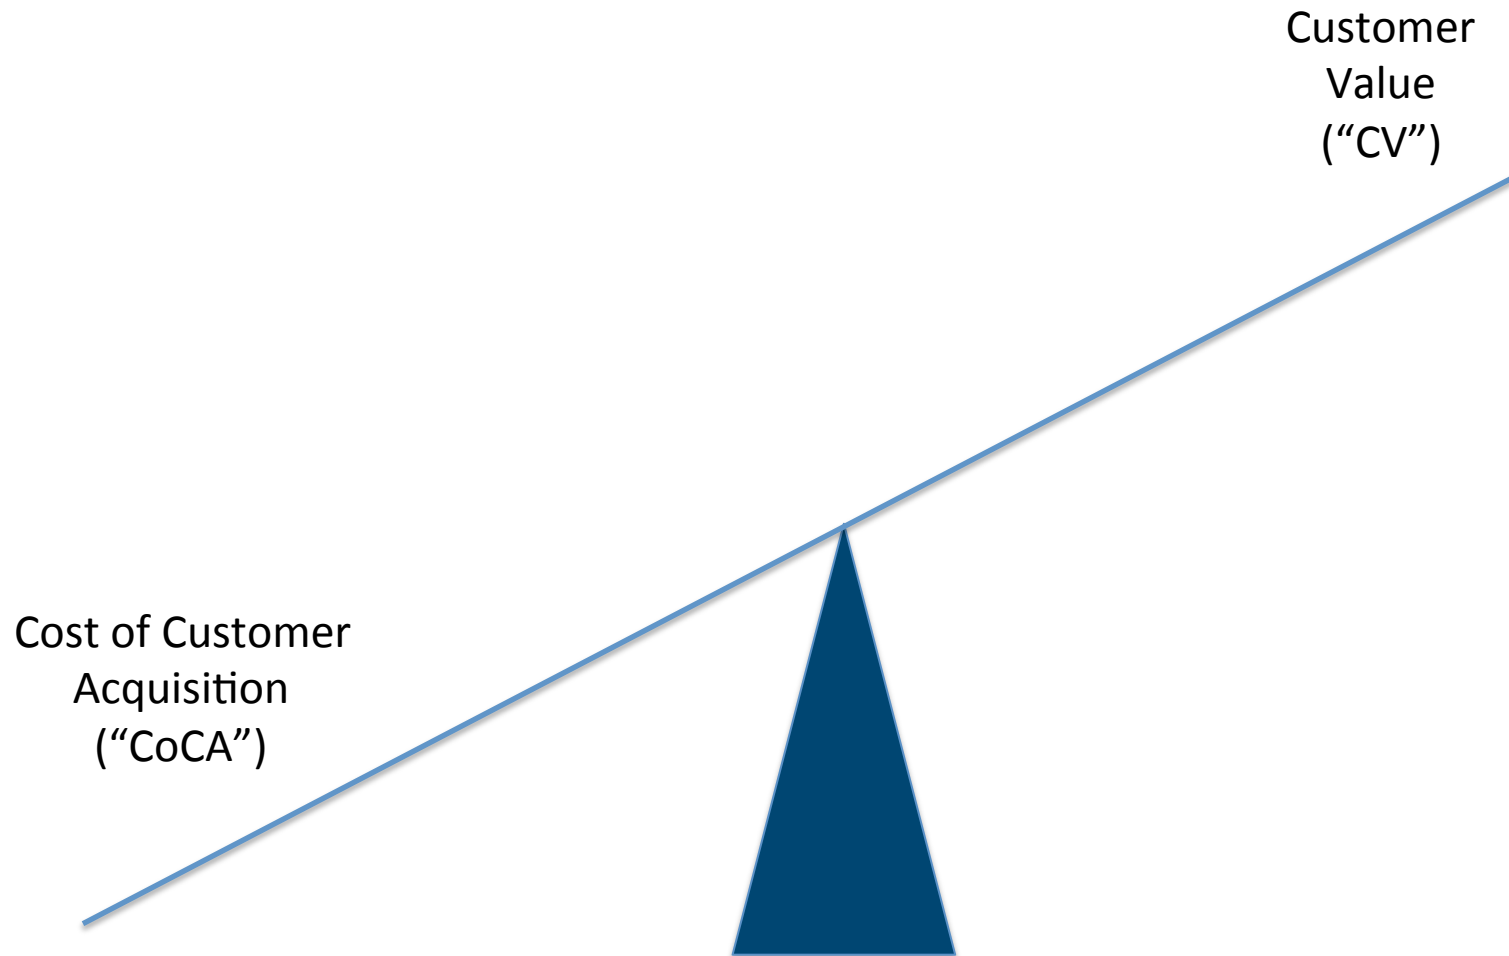 Customer
Value
(“CV”)
Cost of Customer
Acquisition
(“CoCA”)